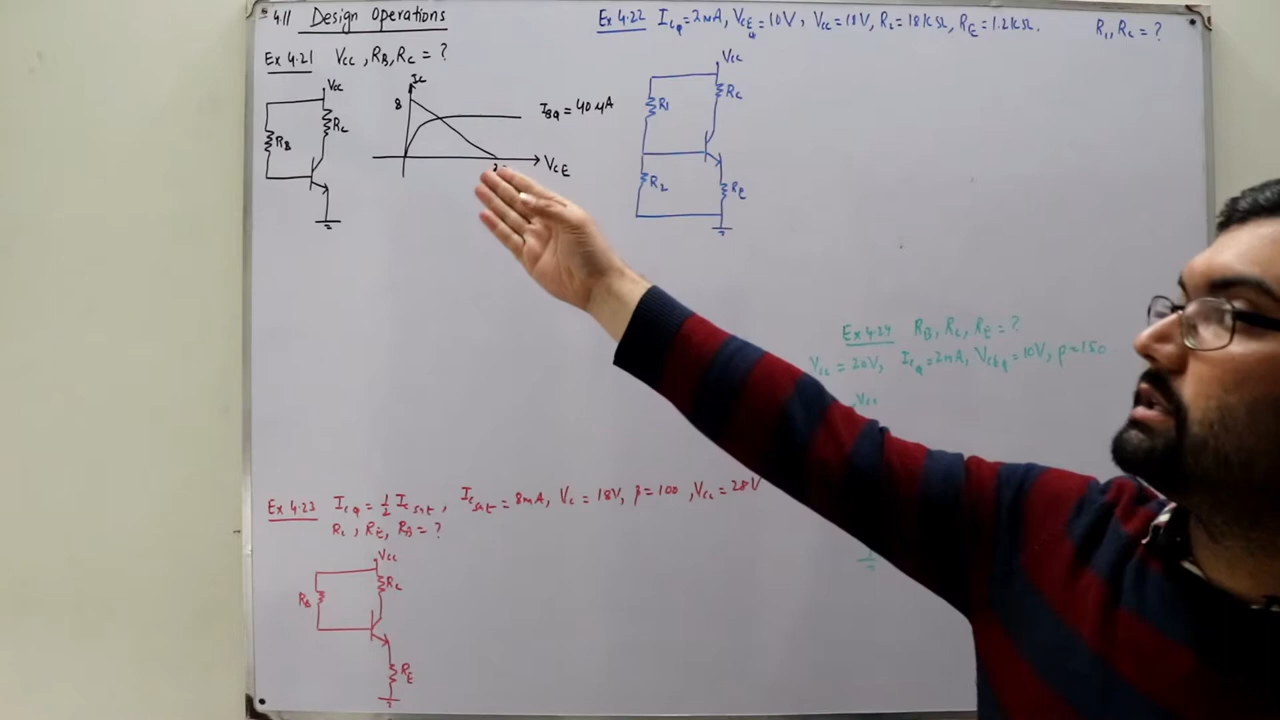 4.11 Design Operations
Ex 4.21 VCC, RB, RC = ?
VCC
RB
RC
IC
8
IBQ = 40 µA
VCE
Ex 4.22 ICQ = 2mA, VCEQ = 10V, VCC = 18V, R2 = 18KΩ, RE = 1.2KΩ.
R1, RC = ?
VCC
R1
RC
R2
RE
Ex 4.23 ICQ = 1/2 ICsat, ICsat = 8mA, VC = 18V, β = 100, VCC = 28V
RC, RE, RB = ?
VCC
RB
RC
RE
Ex 4.24 RB, RC, RE = ?
VCC = 20V, ICQ = 2mA, VCEQ = 10V, β = 150